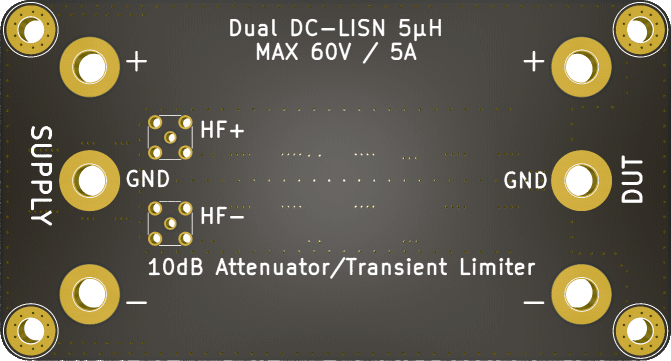 Dual DC-LISN 5µH
MAX 60V / 5A
+
+
HF+
SUPPLY
GND
GND
DUT
HF-
10dB Attenuator/Transient Limiter
-
-